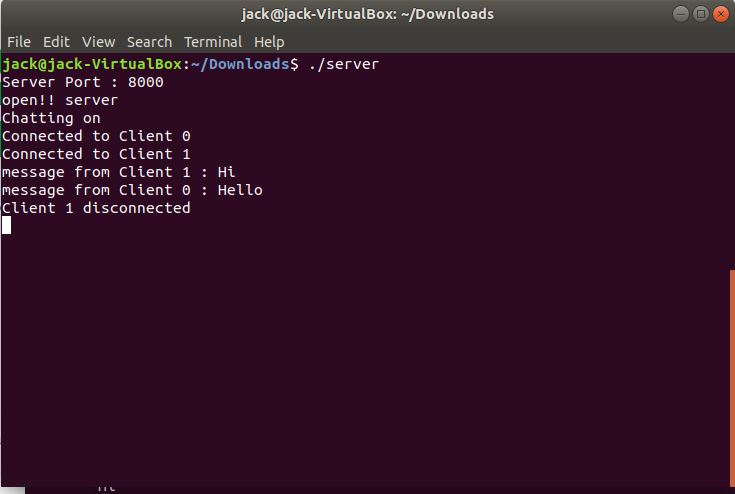 jack@jack-VirtualBox: ~/Downloads
File Edit View Search Terminal Help
jack@jack-VirtualBox:~/Downloads$ ./server
Server Port : 8000
open!! server
Chatting on
Connected to Client 0
Connected to Client 1
message from Client 1 : Hi
message from Client 0 : Hello
Client 1 disconnected